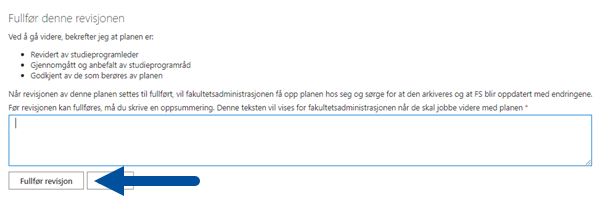 Fullfør denne revisjonen
Ved å gå videre, bekrefter jeg at planen er:
Revidert av studieprogramleder
Gjennomgått og anbefalt av studieprogramråd
Godkjent av de som berøres av planen
Når revisjonen av denne planen settes til fullført, vil fakultetsadministrasjonen få opp planen hos seg og sørge for at den arkiveres og at FS blir oppdatert med endringene.
Før revisjonen kan fullføres, må du skrive en oppsummering. Denne teksten vil vises for fakultetsadministrasjonen når de skal jobbe videre med planen *
Fullfør revisjon